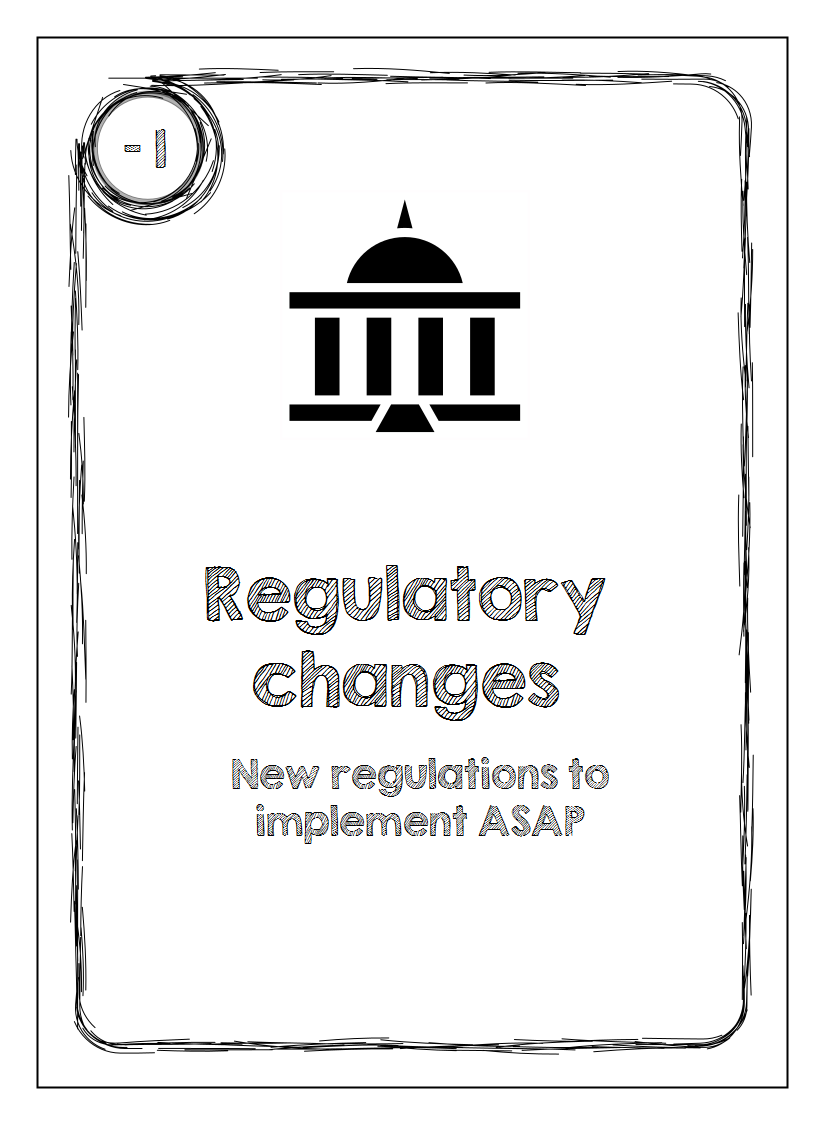 -1
Regulatory
changes
New regulations to
implement ASAP